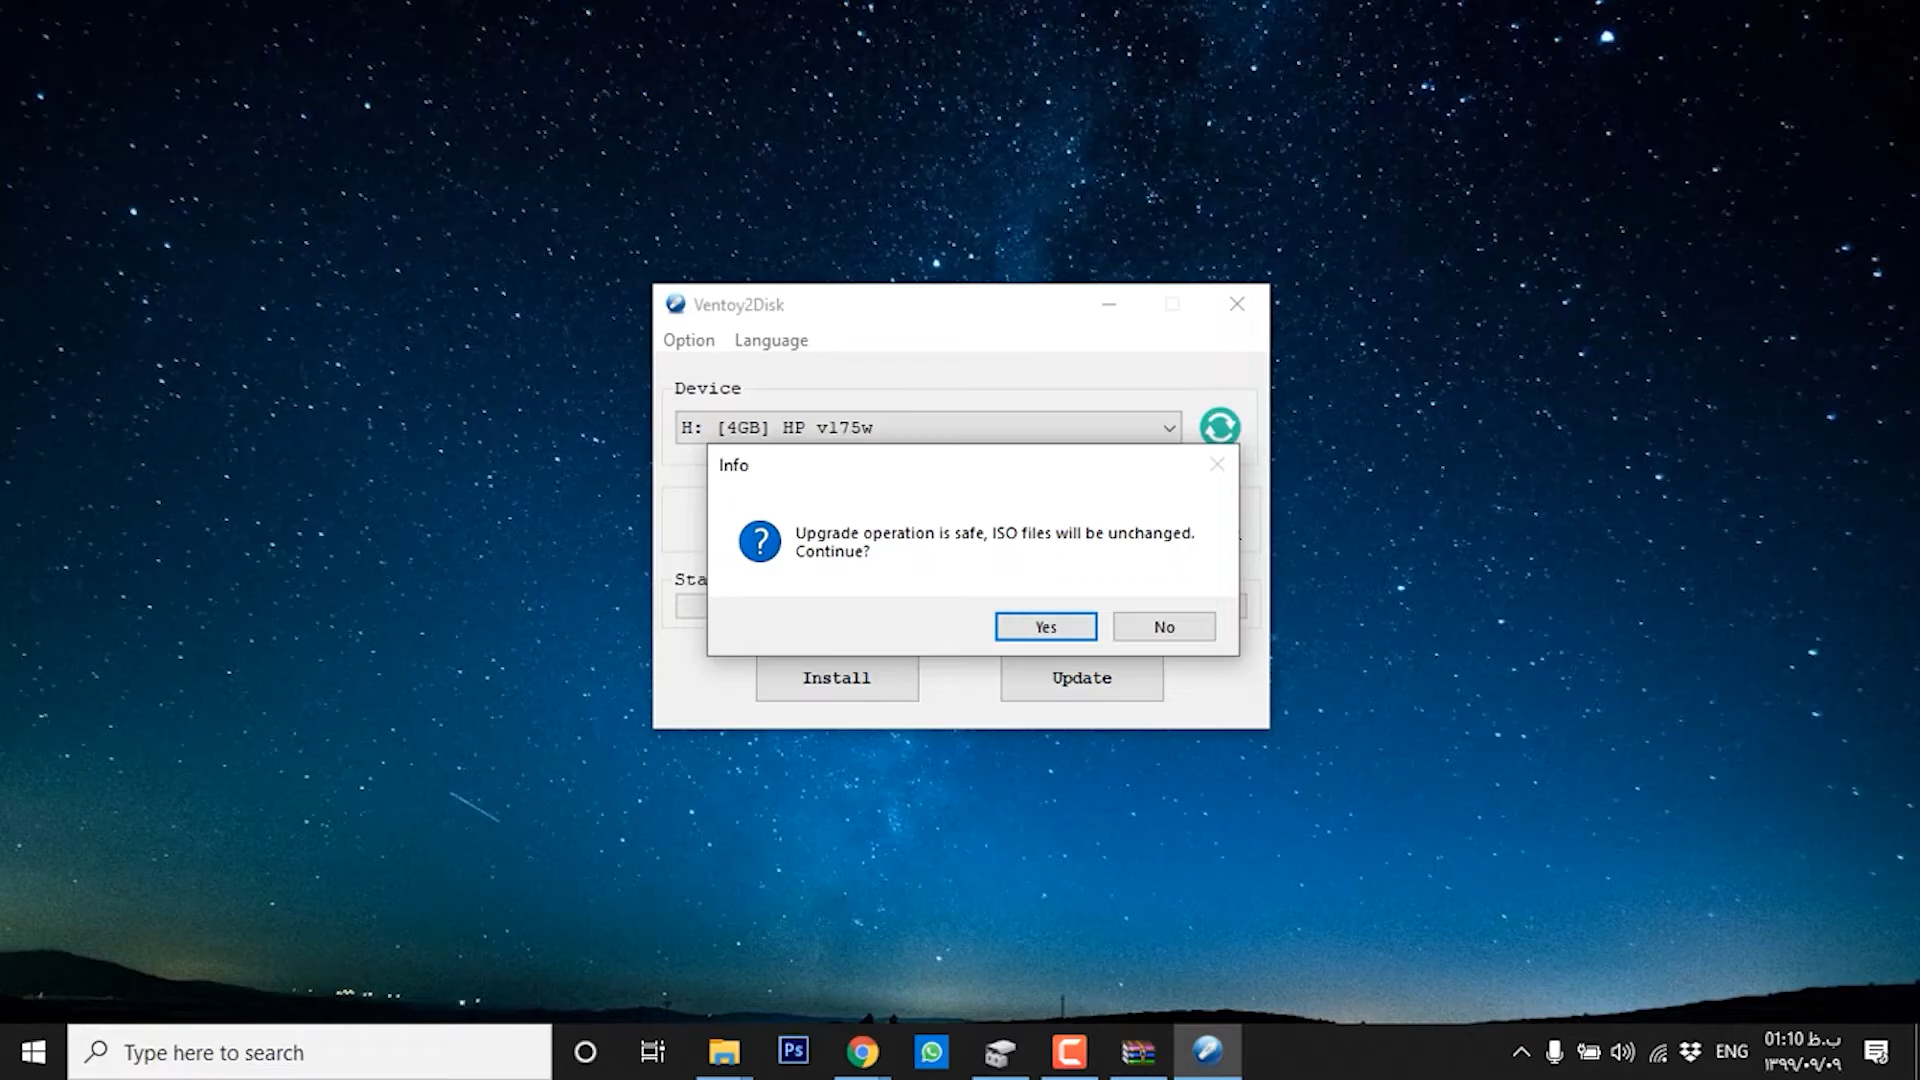 Ventoy2Disk
Option Language
Device
H: [4GB] HP v175w
Info
Upgrade operation is safe, ISO files will be unchanged.
Continue?
Sta
Yes No
Install Update
Type here to search
Ps
ENG
01:10 ب.ظ
۱۳۹۹/۰۹/۰۹